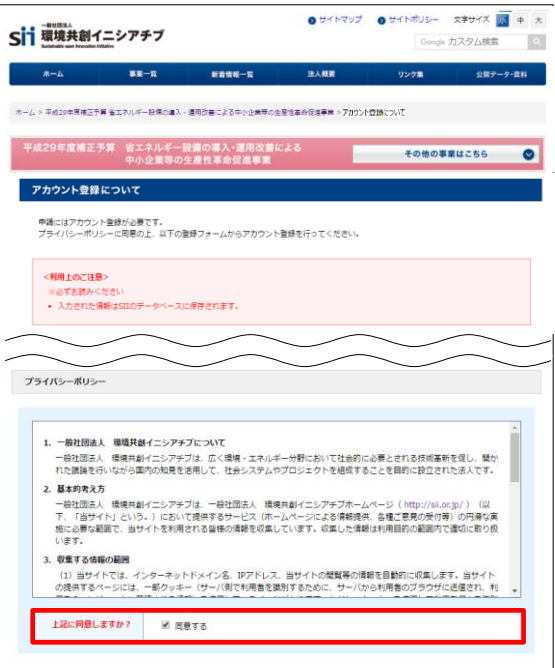 sii 一般社団法人
環境共創イニシアチブ
Sustainable open Innovation Initiative
サイトマップ サイトポリシー 文字サイズ 小 中 大
Google カスタム検索
ホーム 事業一覧 新着情報一覧 法人概要 リンク集 公開データ・資料
ホーム > 平成29年度補正予算 省エネルギー設備の導入・運用改善による中小企業等の生産性革命促進事業 > アカウント登録について
平成29年度補正予算 省エネルギー設備の導入・運用改善による
中小企業等の生産性革命促進事業
その他の事業はこちら
アカウント登録について
申請にはアカウント登録が必要です。
プライバシーポリシーに同意の上、以下の登録フォームからアカウント登録を行ってください。
<利用上のご注意>
※必ずお読みください
• 入力された情報はSIIのデータベースに保存されます。
プライバシーポリシー
1. 一般社団法人 環境共創イニシアチブについて
一般社団法人 環境共創イニシアチブは、広く環境・エネルギー分野において社会的に必要とされる技術革新を促し、開か
れた議論を行いながら国内の知見を活用して、社会システムやプロジェクトを組成することを目的に設立された法人です。
2. 基本的考え方
一般社団法人 環境共創イニシアチブは、一般社団法人 環境共創イニシアチブホームページ（ http://sii.or.jp/ ）（以
下、「当サイト」という。）において提供するサービス（ホームページによる情報提供、各種ご意見の受付等）の円滑な実
施に必要な範囲で、当サイトを利用される皆様の情報を収集しています。収集した情報は利用目的の範囲内で適切に取り扱
います。
3. 収集する情報の範囲
（1）当サイトでは、インターネットドメイン名、IPアドレス、当サイトの閲覧等の情報を自動的に収集します。当サイト
の提供するページには、一部クッキー（サーバ側で利用者を識別するために、サーバから利用者のブラウザに送信され、利
上記に同意しますか？ 同意する